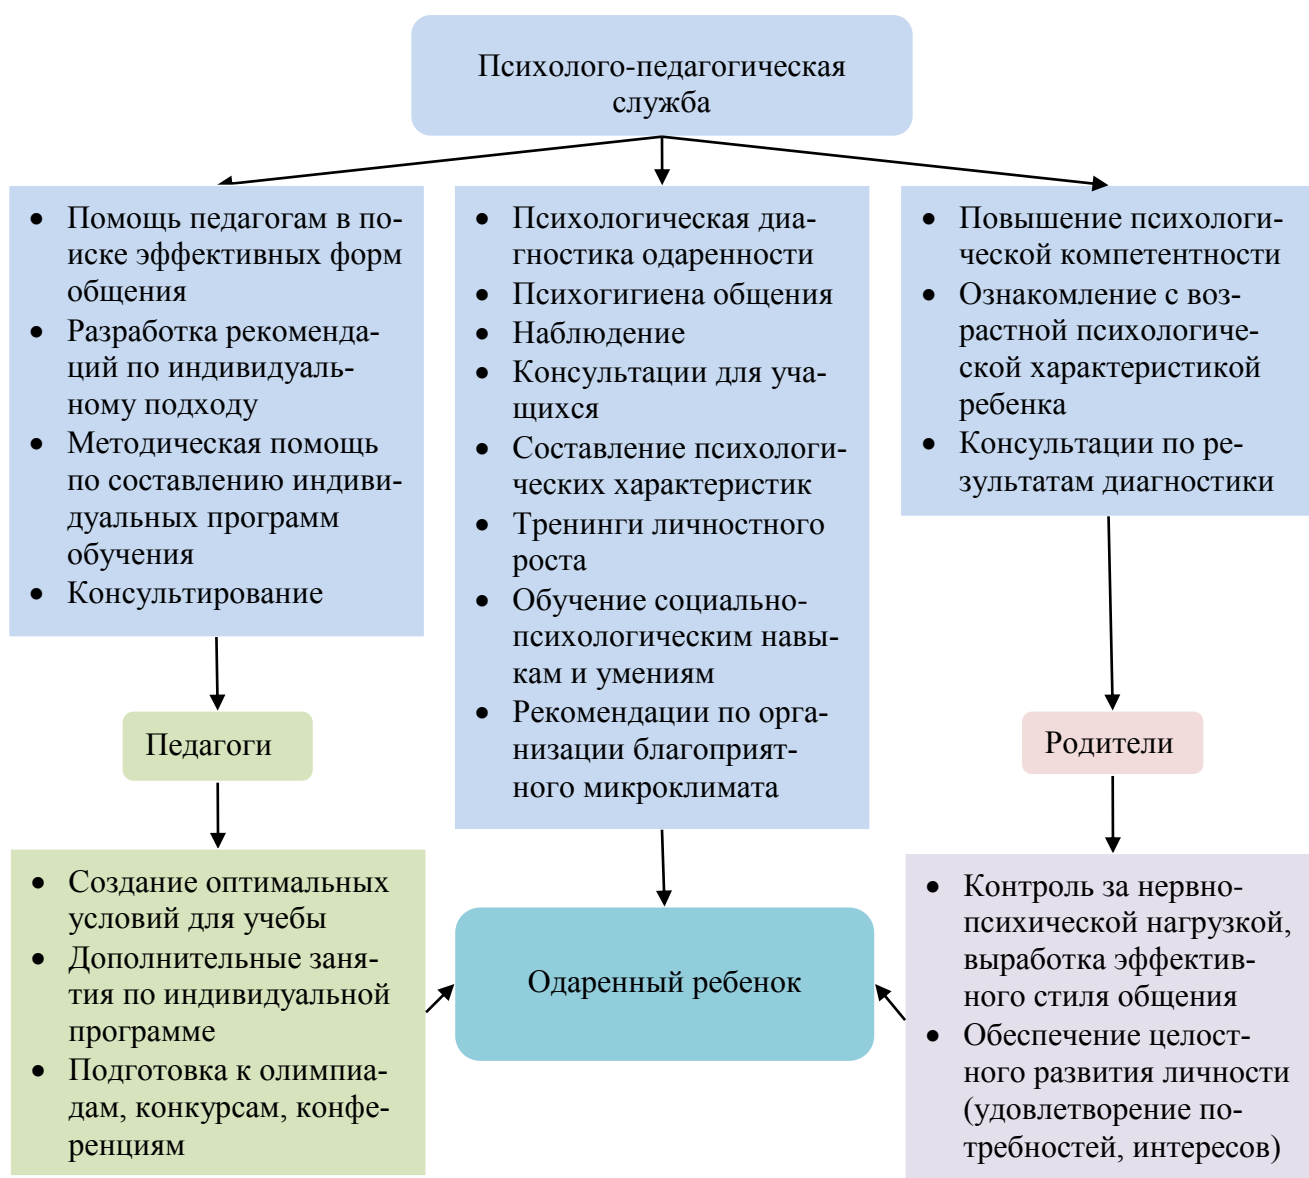 Психолого-педагогическая
служба
• Помощь педагогам в по-
иске эффективных форм
общения
• Разработка рекоменда-
ций по индивидуаль-
ному подходу
• Методическая помощь
по составлению индиви-
дуальных программ
обучения
• Консультирование
• Психологическая диа-
гностика одаренности
• Психогигиена общения
• Наблюдение
• Консультации для уча-
щихся
• Составление психологи-
ческих характеристик
• Тренинги личностного
роста
• Обучение социально-
психологическим навы-
кам и умениям
• Рекомендации по орга-
низации благоприят-
ного микроклимата
• Повышение психологи-
ческой компетентности
• Ознакомление с воз-
растной психологиче-
ской характеристикой
ребенка
• Консультации по ре-
зультатам диагностики
Педагоги
Родители
• Создание оптимальных
условий для учебы
• Дополнительные заня-
тия по индивидуальной
программе
• Подготовка к олимпиа-
дам, конкурсам, конфе-
ренциям
Одаренный ребенок
• Контроль за нервно-
психической нагрузкой,
выработка эффектив-
ного стиля общения
• Обеспечение целост-
ного развития личности
(удовлетворение по-
требностей, интересов)